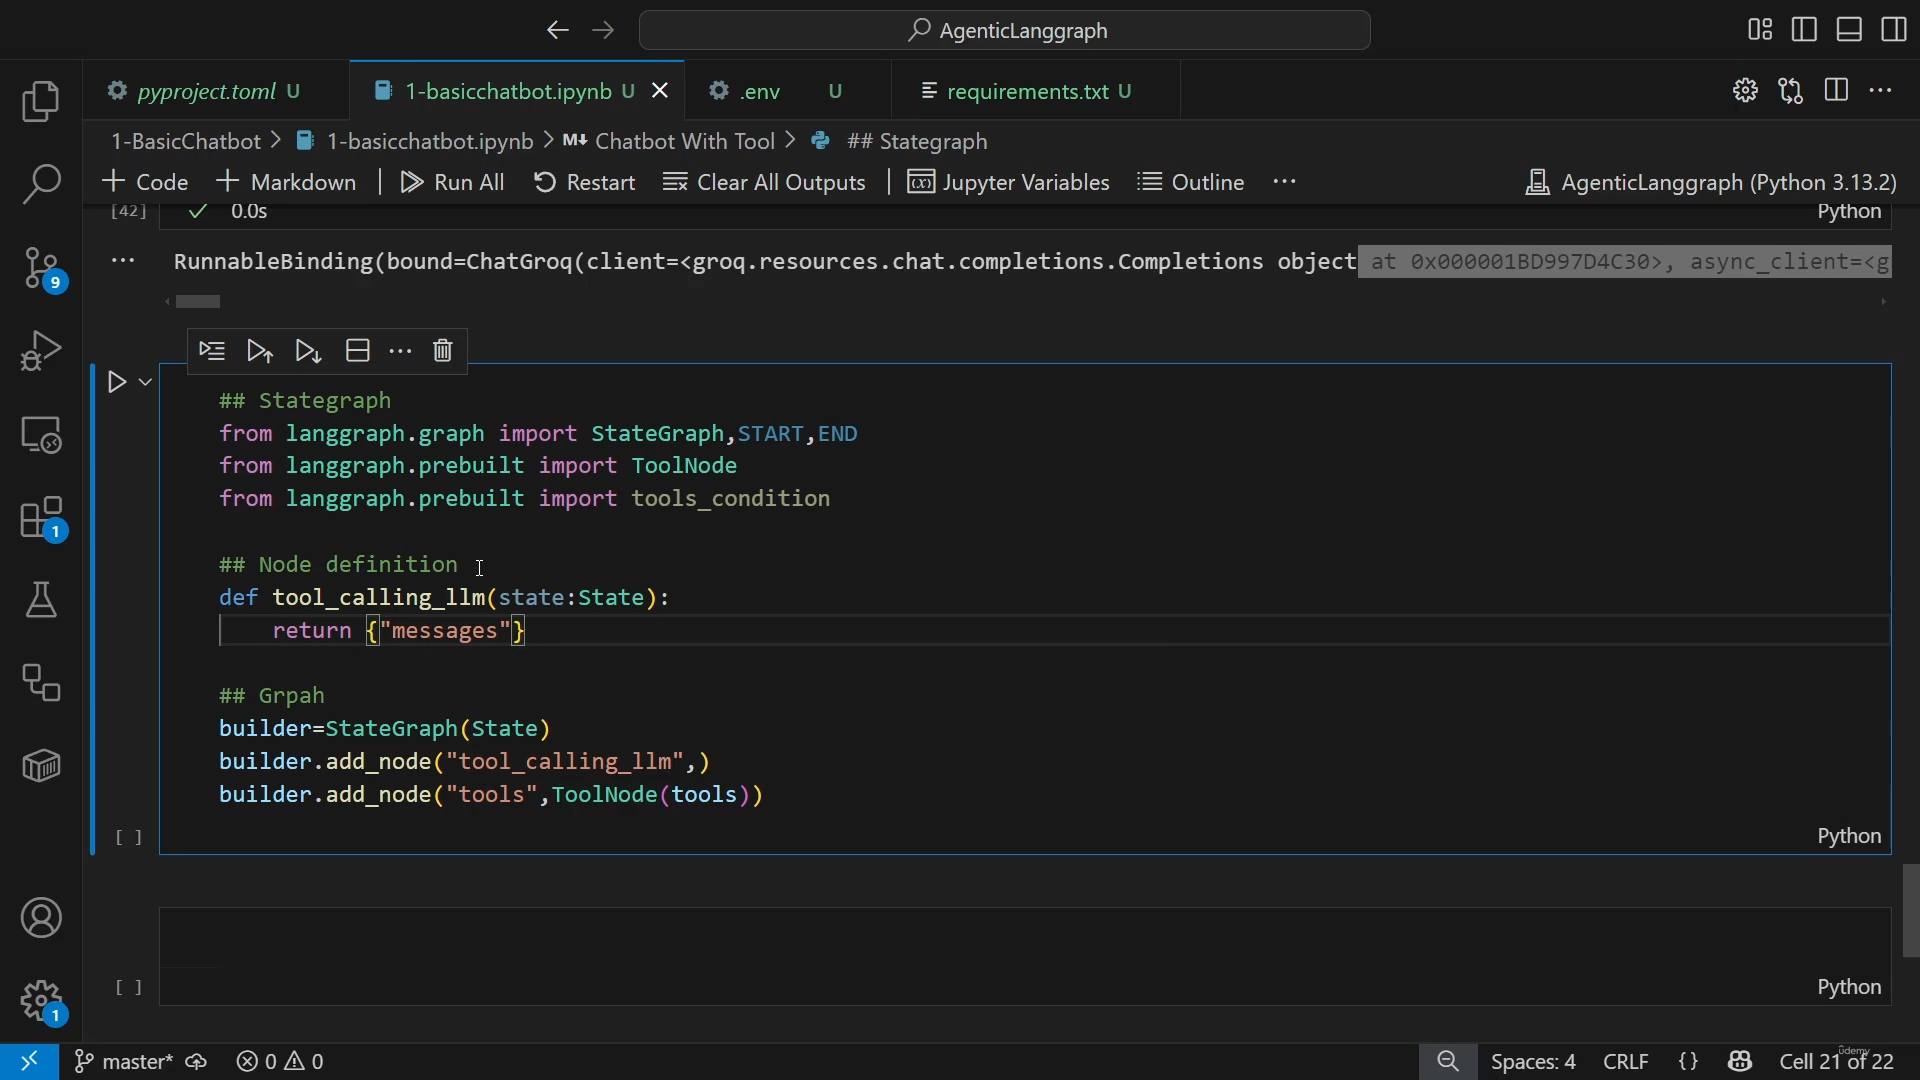 AgenticLanggraph
pyproject.toml U
1-basicchatbot.ipynb U
.env U
requirements.txt U
1-BasicChatbot > 1-basicchatbot.ipynb > M↓ Chatbot With Tool > ## Stategraph
+ Code + Markdown | Run All Restart Clear All Outputs | Jupyter Variables Outline ... AgenticLanggraph (Python 3.13.2)
[42] ✓ 0.0s Python
... RunnableBinding(bound=ChatGroq(client=<groq.resources.chat.completions.Completions object at 0x000001BD997D4C30>, async_client=<g
## Stategraph
from langgraph.graph import StateGraph,START,END
from langgraph.prebuilt import ToolNode
from langgraph.prebuilt import tools_condition
## Node definition
def tool_calling_llm(state:State):
return {"messages"}
## Grpah
builder=StateGraph(State)
builder.add_node("tool_calling_llm",)
builder.add_node("tools",ToolNode(tools))
[ ] Python
[ ] Python
9
1
1
master* 0 0 Spaces: 4 CRLF {} Cell 21 of 22
udemy